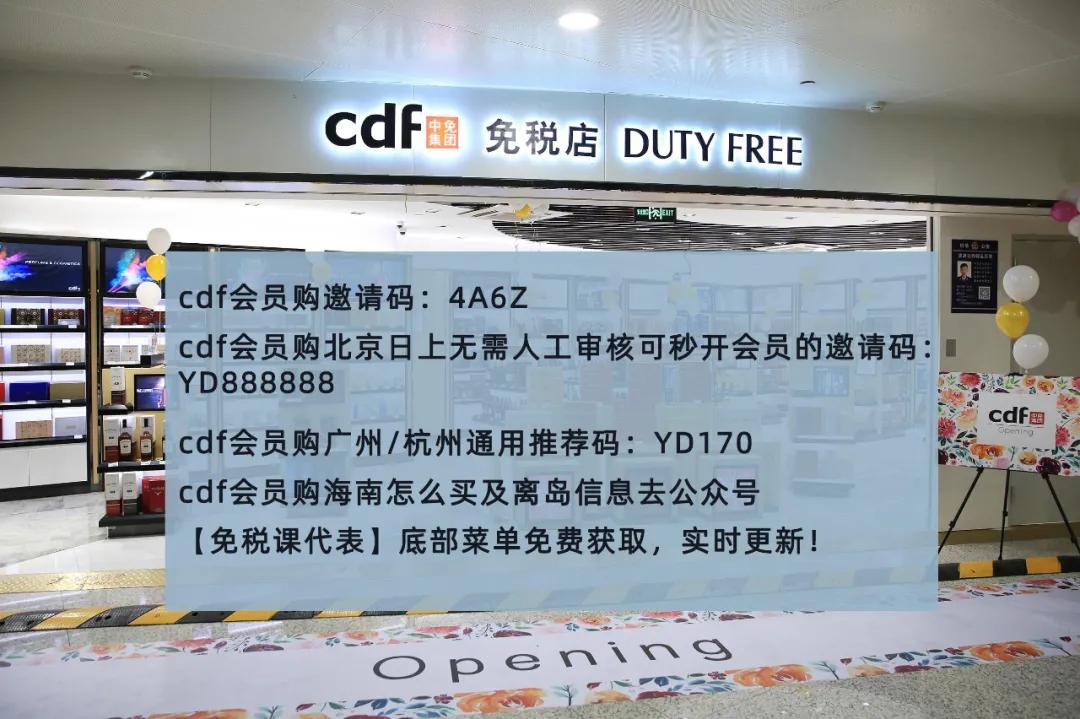 cdf 中免集团 免税店 DUTY FREE
EXIT
cdf会员购邀请码：4A6Z
cdf会员购北京日上无需人工审核可秒开会员的邀请码：
YD888888
cdf会员购广州/杭州通用推荐码：YD170
cdf会员购海南怎么买及离岛信息去公众号
【免税课代表】底部菜单免费获取，实时更新！
cdf 中免集团
Opening
Opening